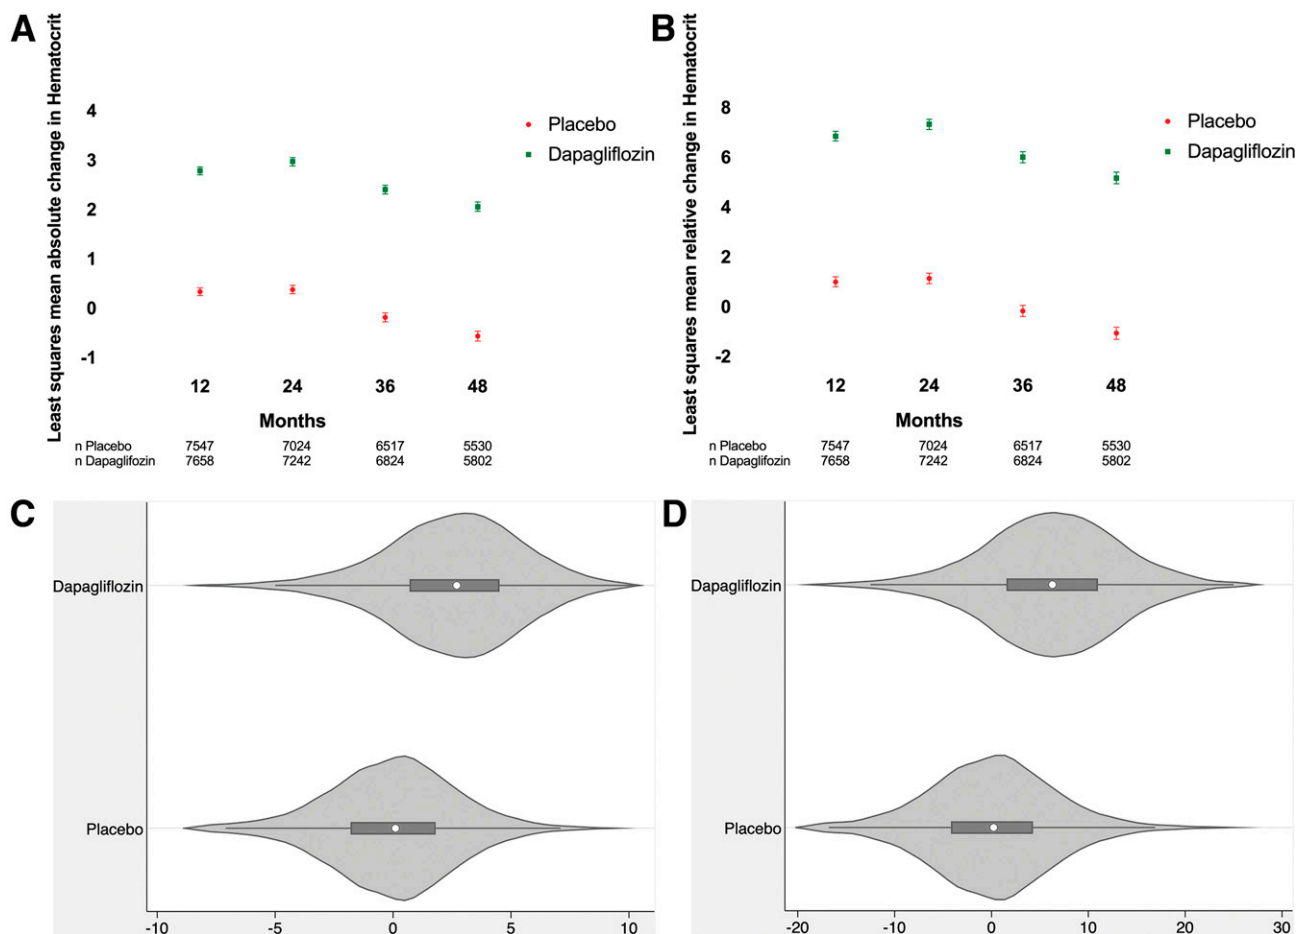 A
Least squares mean absolute change in Hematocrit
4
3
2
1
0
-1
Placebo
Dapagliflozin
12 24 36 48
Months
n Placebo 7547 7024 6517 5530
n Dapaglifozin 7658 7242 6824 5802
B
Least squares mean relative change in Hematocrit
8
6
4
2
0
-2
Placebo
Dapagliflozin
12 24 36 48
Months
n Placebo 7547 7024 6517 5530
n Dapaglifozin 7658 7242 6824 5802
C
Dapagliflozin
Placebo
-10 -5 0 5 10
D
Dapagliflozin
Placebo
-20 -10 0 10 20 30